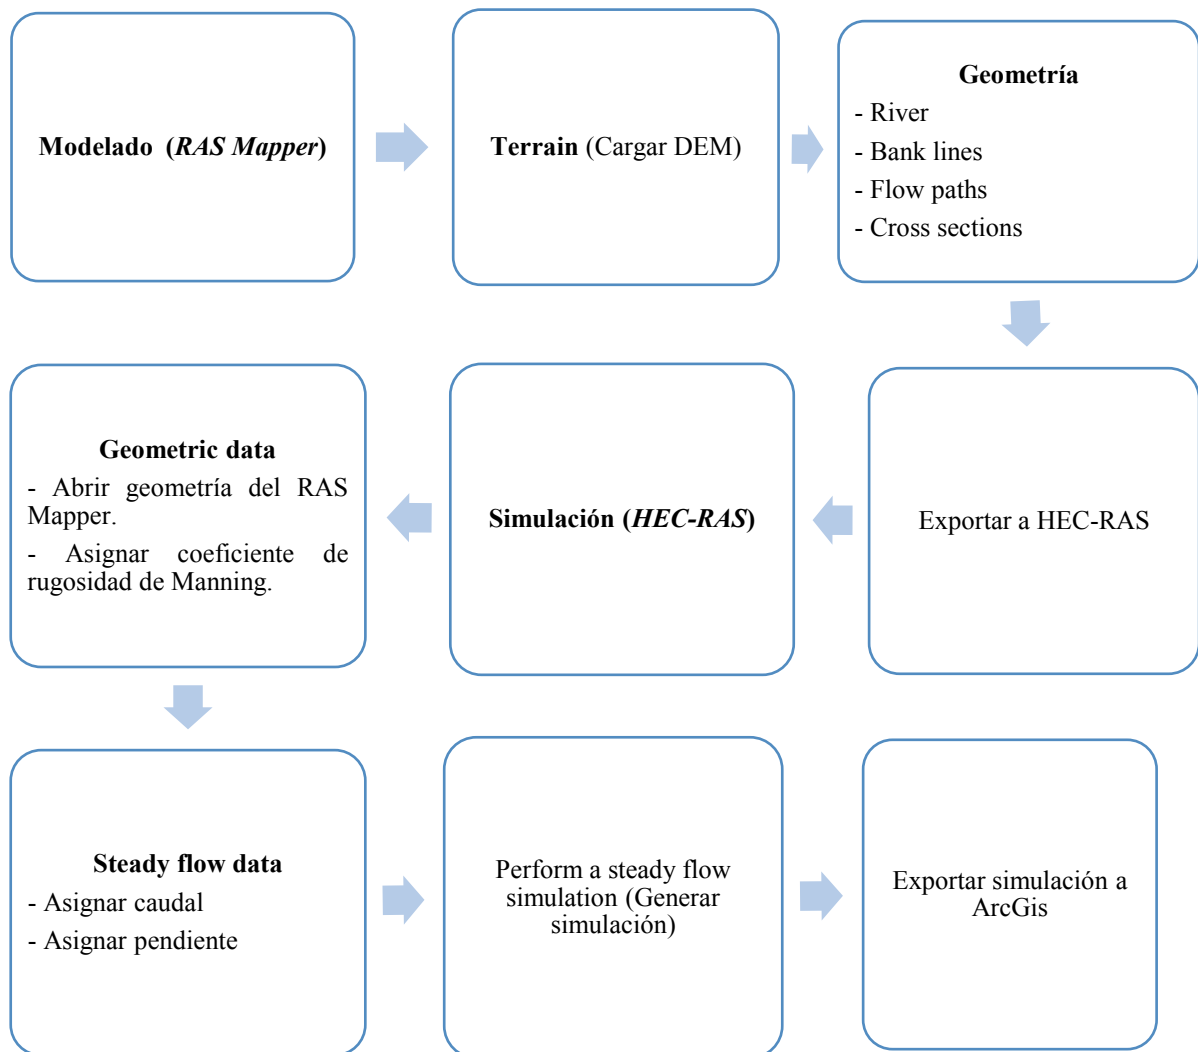 Modelado (RAS Mapper)
Terrain (Cargar DEM)
Geometría
- River
- Bank lines
- Flow paths
- Cross sections
Exportar a HEC-RAS
Simulación (HEC-RAS)
Geometric data
- Abrir geometría del RAS
Mapper.
- Asignar coeficiente de
rugosidad de Manning.
Steady flow data
- Asignar caudal
- Asignar pendiente
Perform a steady flow
simulation (Generar
simulación)
Exportar simulación a
ArcGis